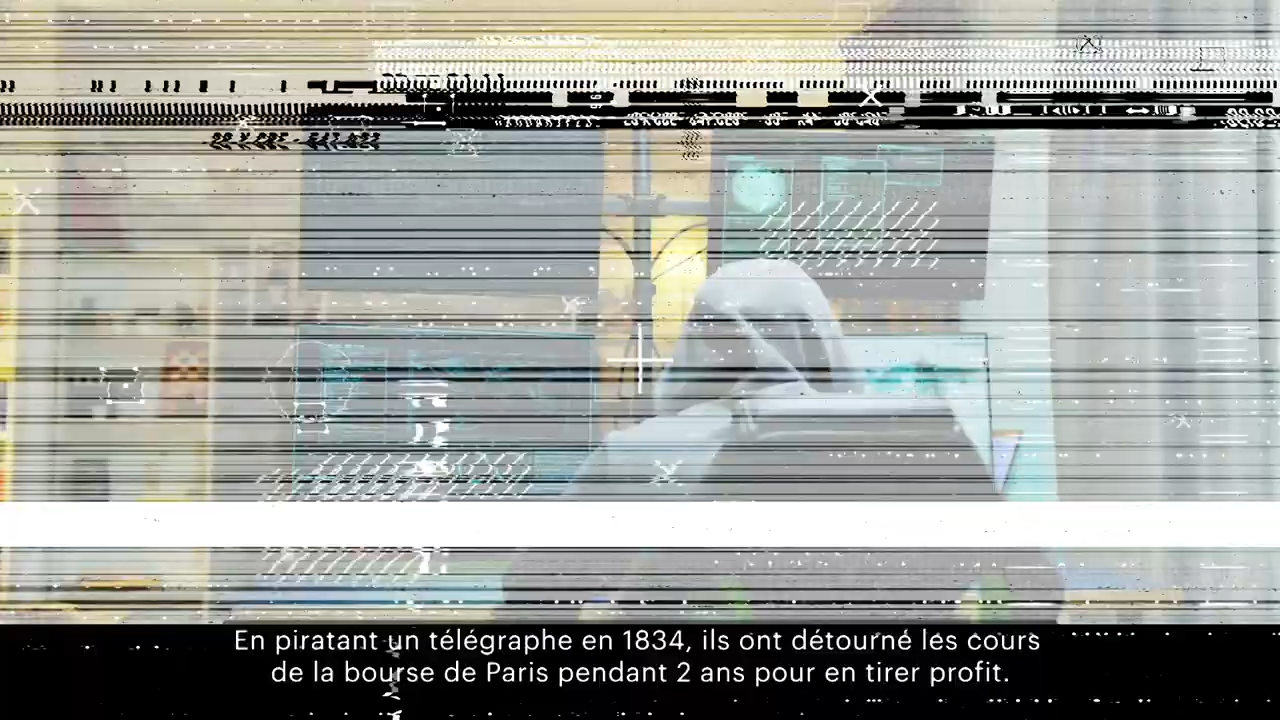 En piratant un télégraphe en 1834, ils ont détourné les cours
de la bourse de Paris pendant 2 ans pour en tirer profit.